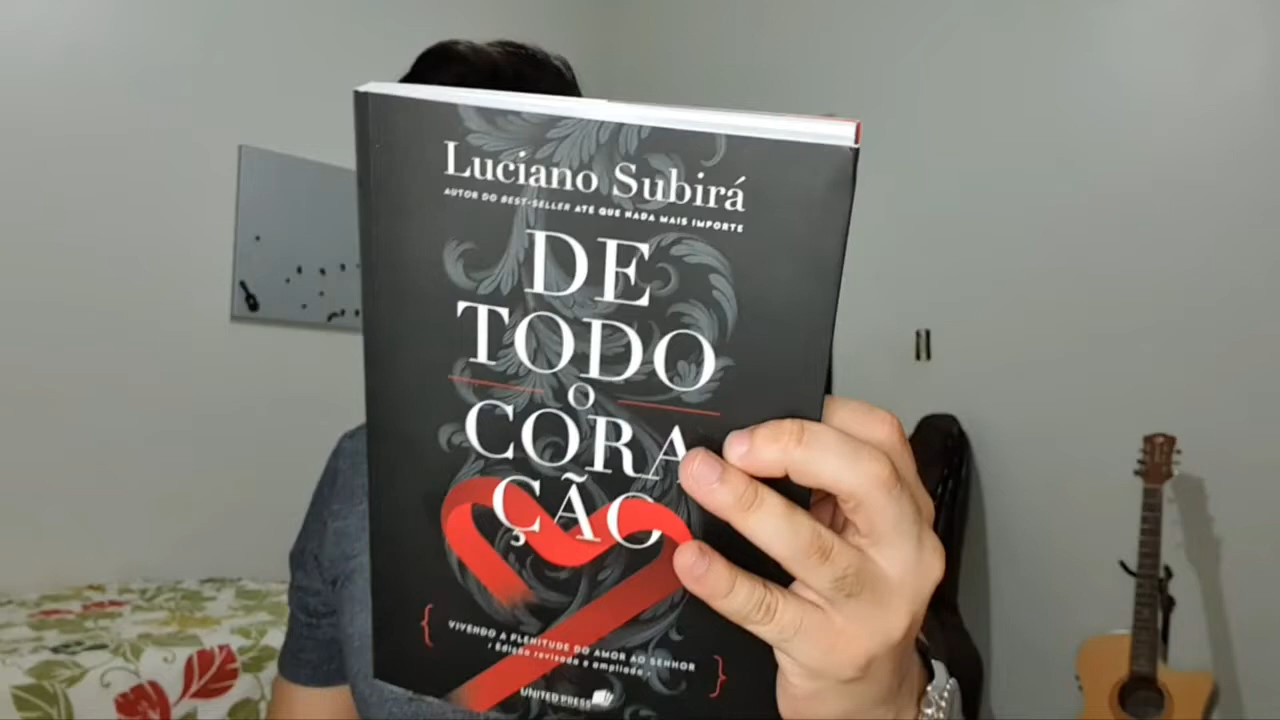 Luciano Subirá
AUTOR DO BEST-SELLER ATÉ QUE NADA MAIS IMPORTE
DE
TODO
O
CORA
ÇÃO
{ VIVENDO A PLENITUDE DO AMOR AO SENHOR
/ Edição revisada e ampliada / }
UNITED PRESS